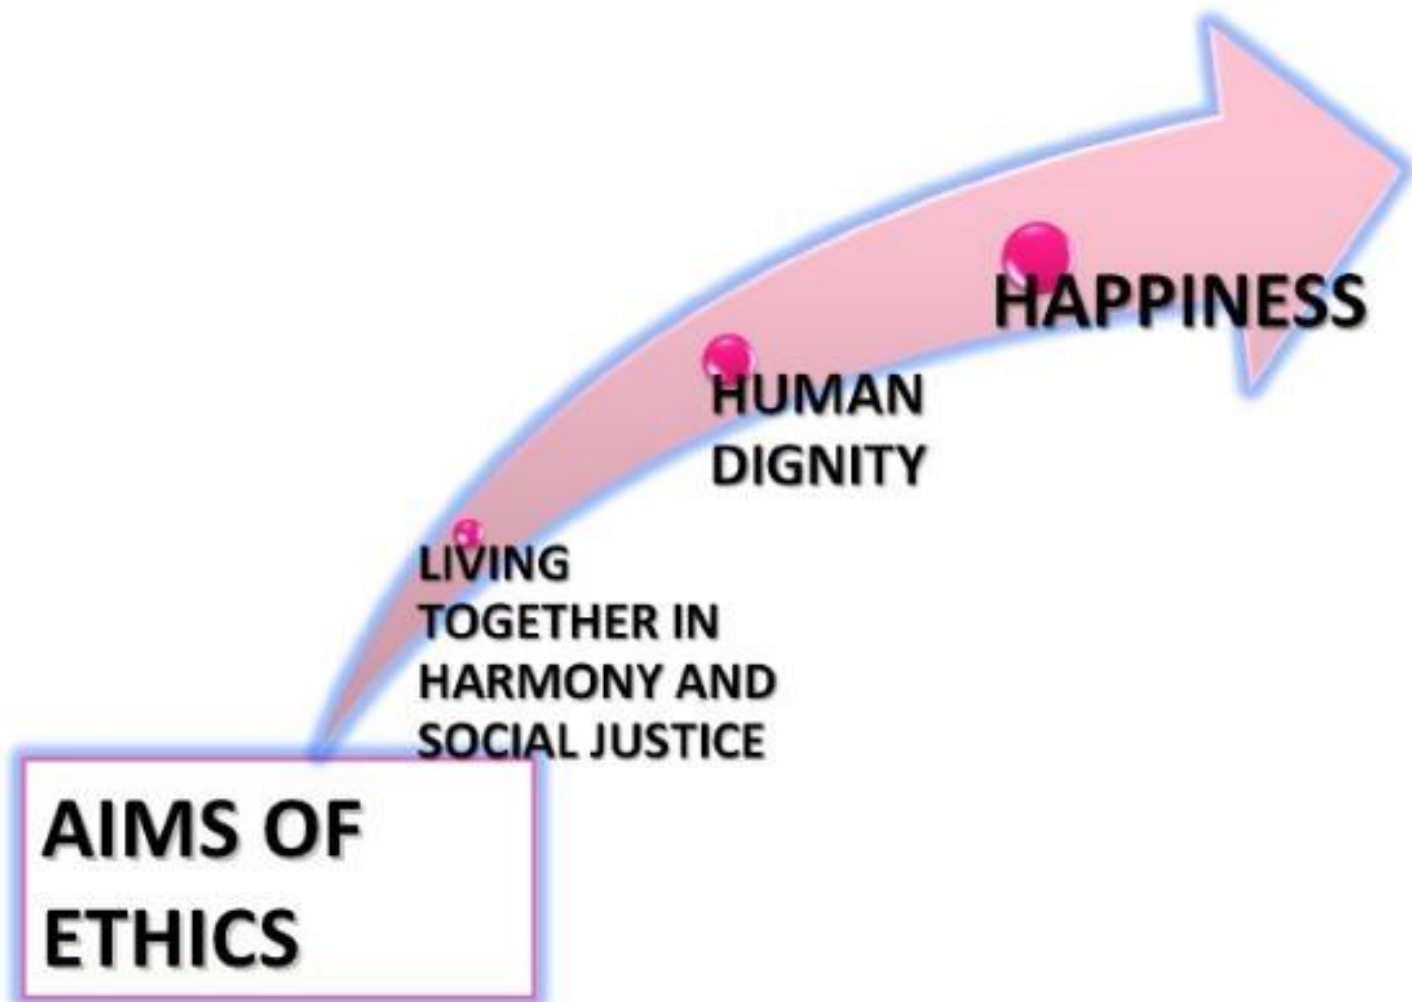 HAPPINESS
HUMAN
DIGNITY
LIVING
TOGETHER IN
HARMONY AND
SOCIAL JUSTICE
AIMS OF
ETHICS